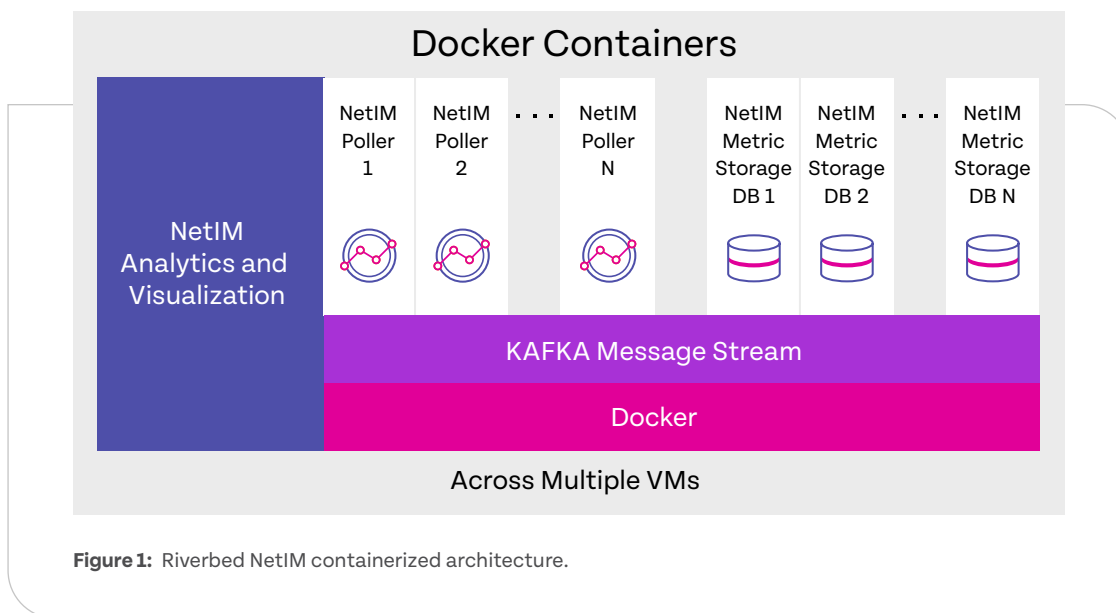 Docker Containers
NetIM
Analytics and
Visualization
NetIM
Poller
1
NetIM
Poller
2
. . .
NetIM
Poller
N
NetIM
Metric
Storage
DB 1
NetIM
Metric
Storage
DB 2
. . .
NetIM
Metric
Storage
DB N
KAFKA Message Stream
Docker
Across Multiple VMs
Figure 1: Riverbed NetIM containerized architecture.